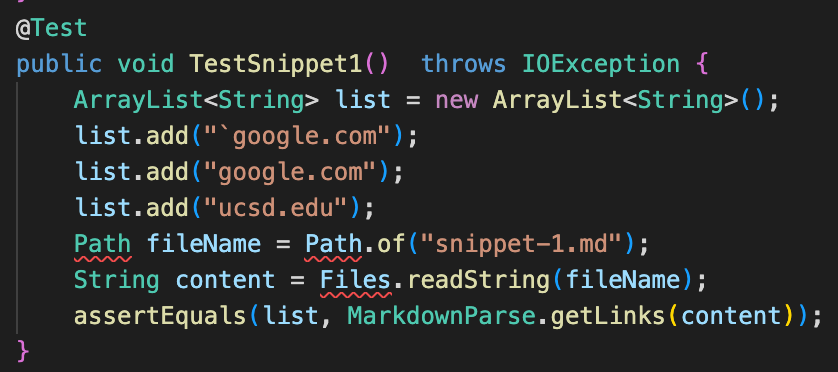 @Test
public void TestSnippet1()  throws IOException {
    ArrayList<String> list = new ArrayList<String>();
    list.add("`google.com");
    list.add("google.com");
    list.add("ucsd.edu");
    Path fileName = Path.of("snippet-1.md");
    String content = Files.readString(fileName);
    assertEquals(list, MarkdownParse.getLinks(content));
}